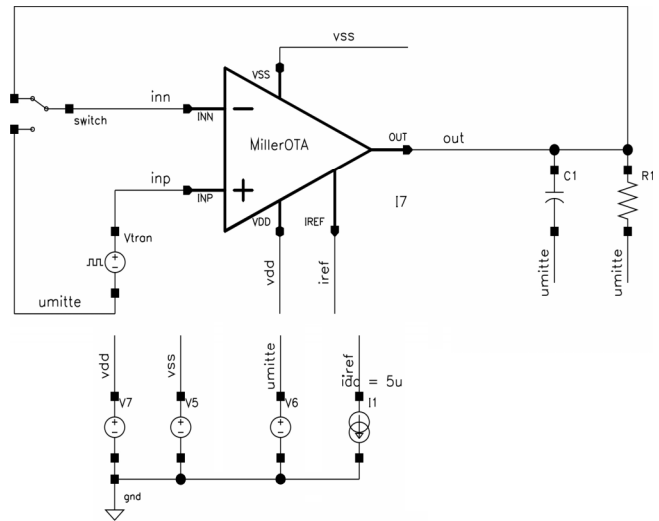 vss
inn
VSS
INN
switch
MillerOTA
OUT
out
inp
INP
C1
R1
I7
Vtran
VDD
IREF
umitte
vdd
iref
umitte
umitte
vdd
vss
umitte
iref
idc = 5u
V7
V5
V6
I1
gnd